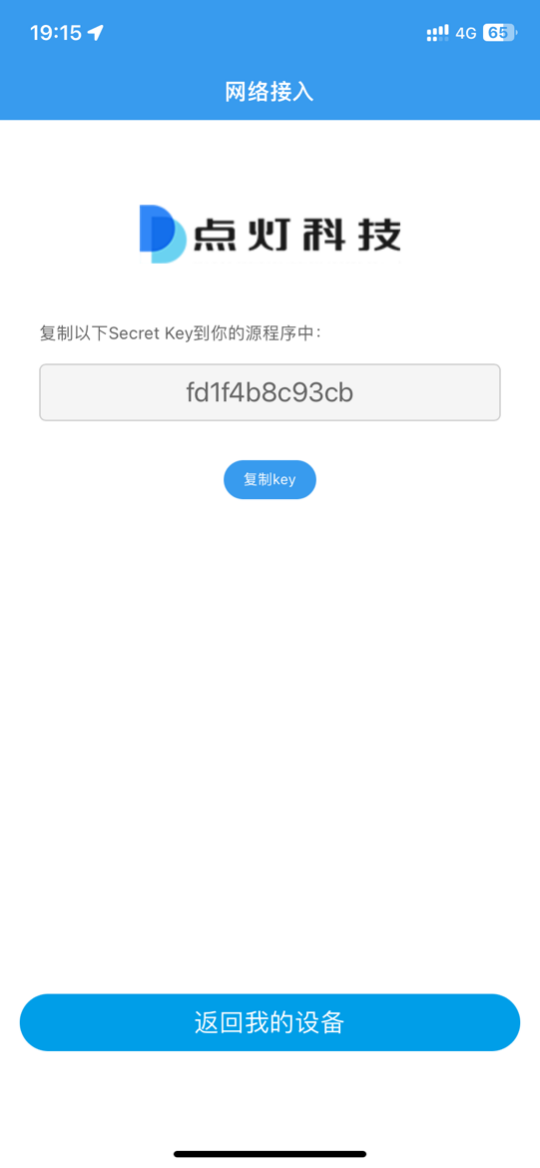 19:15
4G 65
网络接入
点灯科技
复制以下Secret Key到你的源程序中：
fd1f4b8c93cb
复制key
返回我的设备